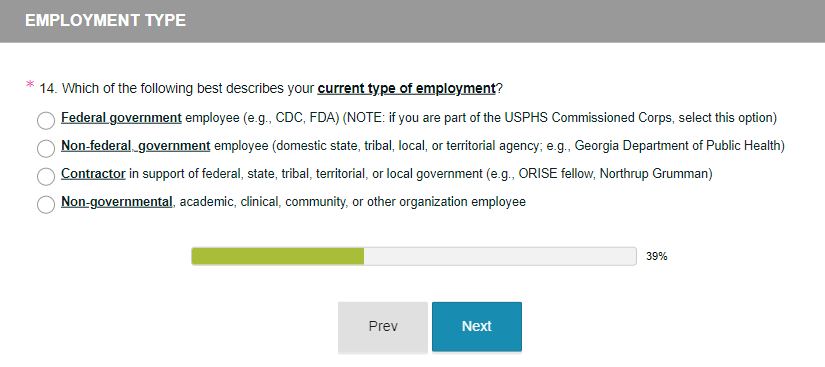 EMPLOYMENT TYPE
* 14. Which of the following best describes your current type of employment?
Federal government employee (e.g., CDC, FDA) (NOTE: if you are part of the USPHS Commissioned Corps, select this option)
Non-federal, government employee (domestic state, tribal, local, or territorial agency; e.g., Georgia Department of Public Health)
Contractor in support of federal, state, tribal, territorial, or local government (e.g., ORISE fellow, Northrup Grumman)
Non-governmental, academic, clinical, community, or other organization employee
39%
Prev Next